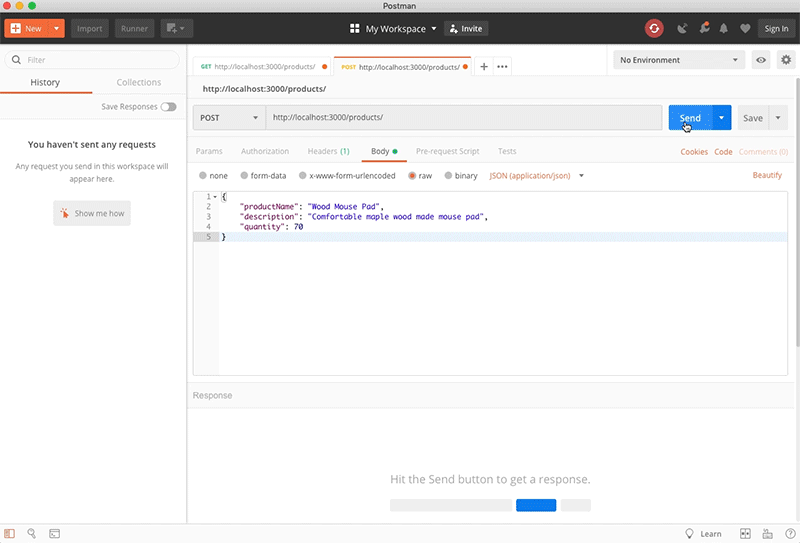 Postman
New Import Runner My Workspace Invite Sign In
Filter
History Collections
Save Responses
You haven't sent any requests
Any request you send in this workspace will
appear here.
Show me how
GET http://localhost:3000/products/ POST http://localhost:3000/products/ + •••
No Environment
http://localhost:3000/products/
POST http://localhost:3000/products/ Send Save
Params Authorization Headers (1) Body Pre-request Script Tests Cookies Code Comments (0)
none form-data x-www-form-urlencoded raw binary JSON (application/json) Beautify
1 {
2 "productName": "Wood Mouse Pad",
3 "description": "Comfortable maple wood made mouse pad",
4 "quantity": 70
5 }
Response
Hit the Send button to get a response.
Learn